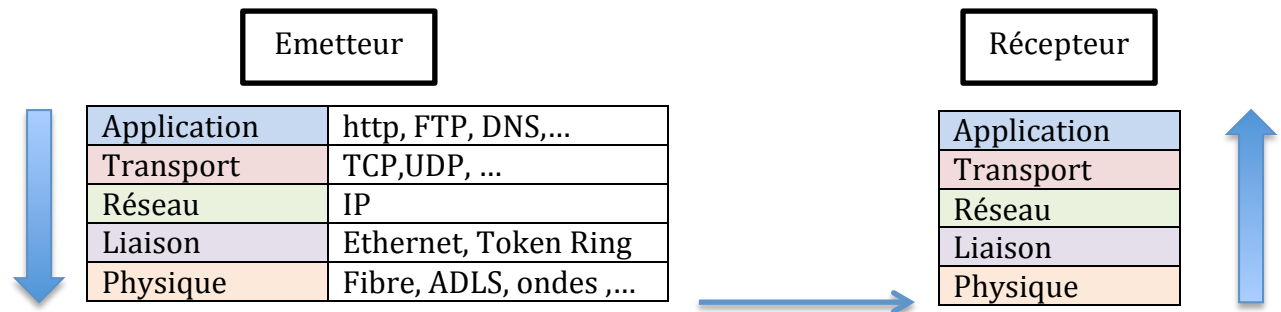 Emetteur
Récepteur
Application http, FTP, DNS,…
Transport TCP,UDP, …
Réseau IP
Liaison Ethernet, Token Ring
Physique Fibre, ADLS, ondes ,…
Application
Transport
Réseau
Liaison
Physique